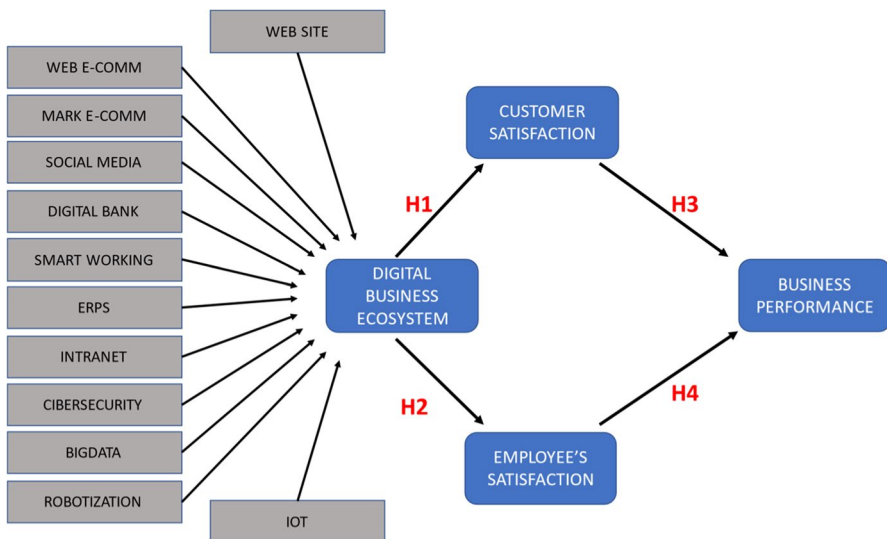 WEB SITE
WEB E-COMM
MARK E-COMM
SOCIAL MEDIA
DIGITAL BANK
SMART WORKING
ERPS
INTRANET
CIBERSECURITY
BIGDATA
ROBOTIZATION
IOT
DIGITAL
BUSINESS
ECOSYSTEM
H1
H2
CUSTOMER
SATISFACTION
EMPLOYEE'S
SATISFACTION
H3
H4
BUSINESS
PERFORMANCE